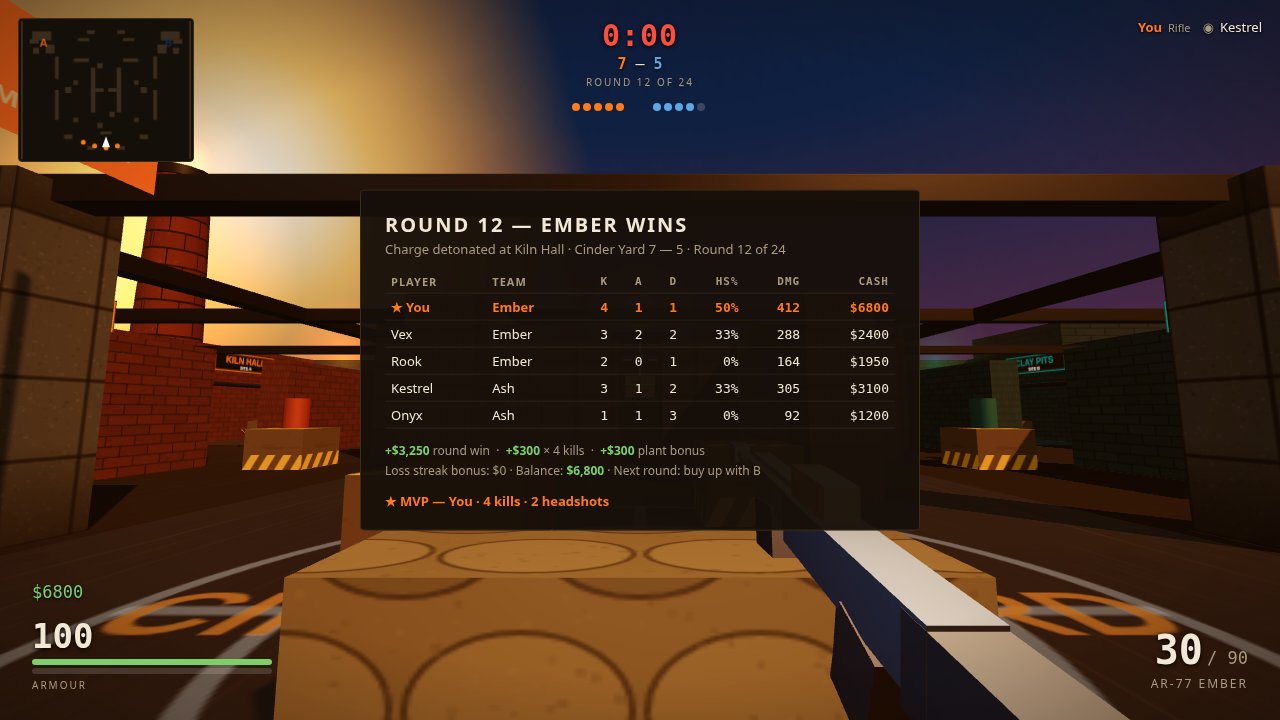 A
B
0:00
7 — 5
ROUND 12 OF 24
You Rifle ◉ Kestrel
ROUND 12 — EMBER WINS
Charge detonated at Kiln Hall · Cinder Yard 7 — 5 · Round 12 of 24
PLAYER TEAM K A D HS% DMG CASH
★ You Ember 4 1 1 50% 412 $6800
Vex Ember 3 2 2 33% 288 $2400
Rook Ember 2 0 1 0% 164 $1950
Kestrel Ash 3 1 2 33% 305 $3100
Onyx Ash 1 1 3 0% 92 $1200
+$3,250 round win · +$300 × 4 kills · +$300 plant bonus
Loss streak bonus: $0 · Balance: $6,800 · Next round: buy up with B
★ MVP — You · 4 kills · 2 headshots
KILN HALL
CLAY PITS
$6800
100
ARMOUR
30 / 90
AR-77 EMBER